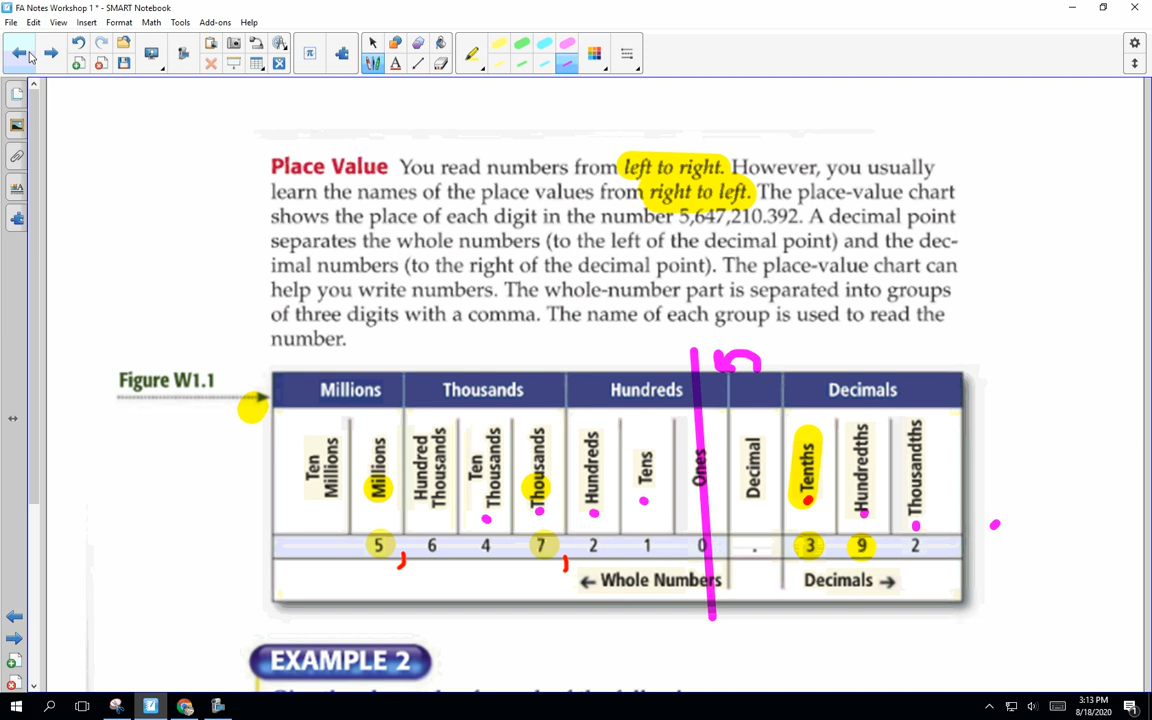 FA Notes Workshop 1 * - SMART Notebook
File Edit View Insert Format Math Tools Add-ons Help
Place Value You read numbers from left to right. However, you usually
learn the names of the place values from right to left. The place-value chart
shows the place of each digit in the number 5,647,210.392. A decimal point
separates the whole numbers (to the left of the decimal point) and the dec-
imal numbers (to the right of the decimal point). The place-value chart can
help you write numbers. The whole-number part is separated into groups
of three digits with a comma. The name of each group is used to read the
number.
Figure W1.1
Millions Thousands Hundreds Decimals
Ten Millions Millions Hundred Thousands Ten Thousands Thousands Hundreds Tens Ones Decimal Tenths Hundredths Thousandths
5 , 6 4 7 , 2 1 0 . 3 9 2
← Whole Numbers Decimals →
EXAMPLE 2
3:13 PM
8/18/2020